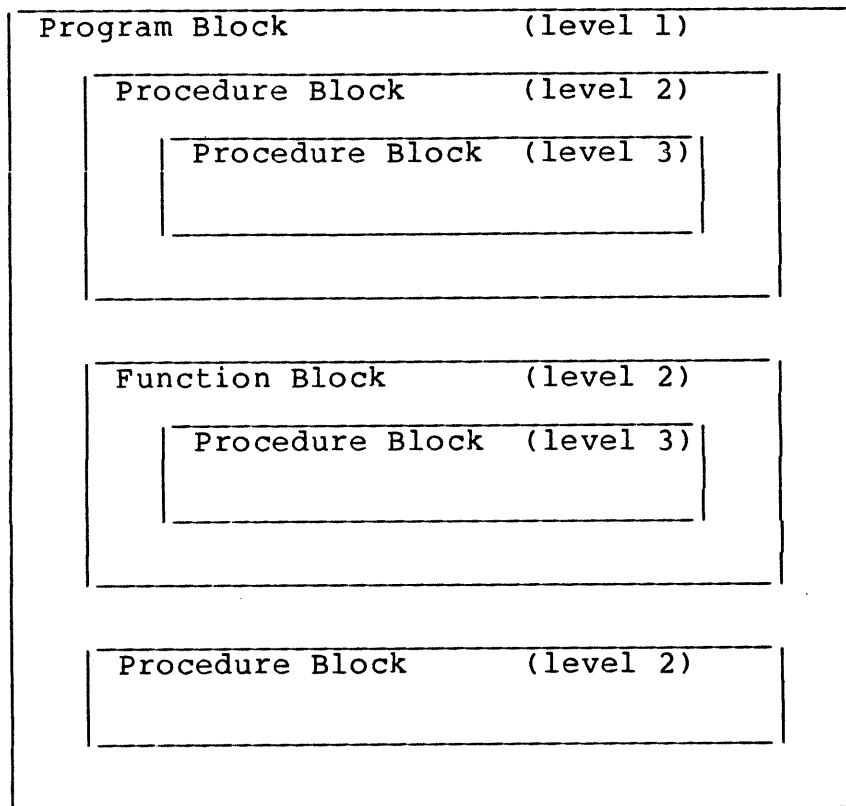 Program Block (level 1)
Procedure Block (level 2)
Procedure Block (level 3)
Function Block (level 2)
Procedure Block (level 3)
Procedure Block (level 2)